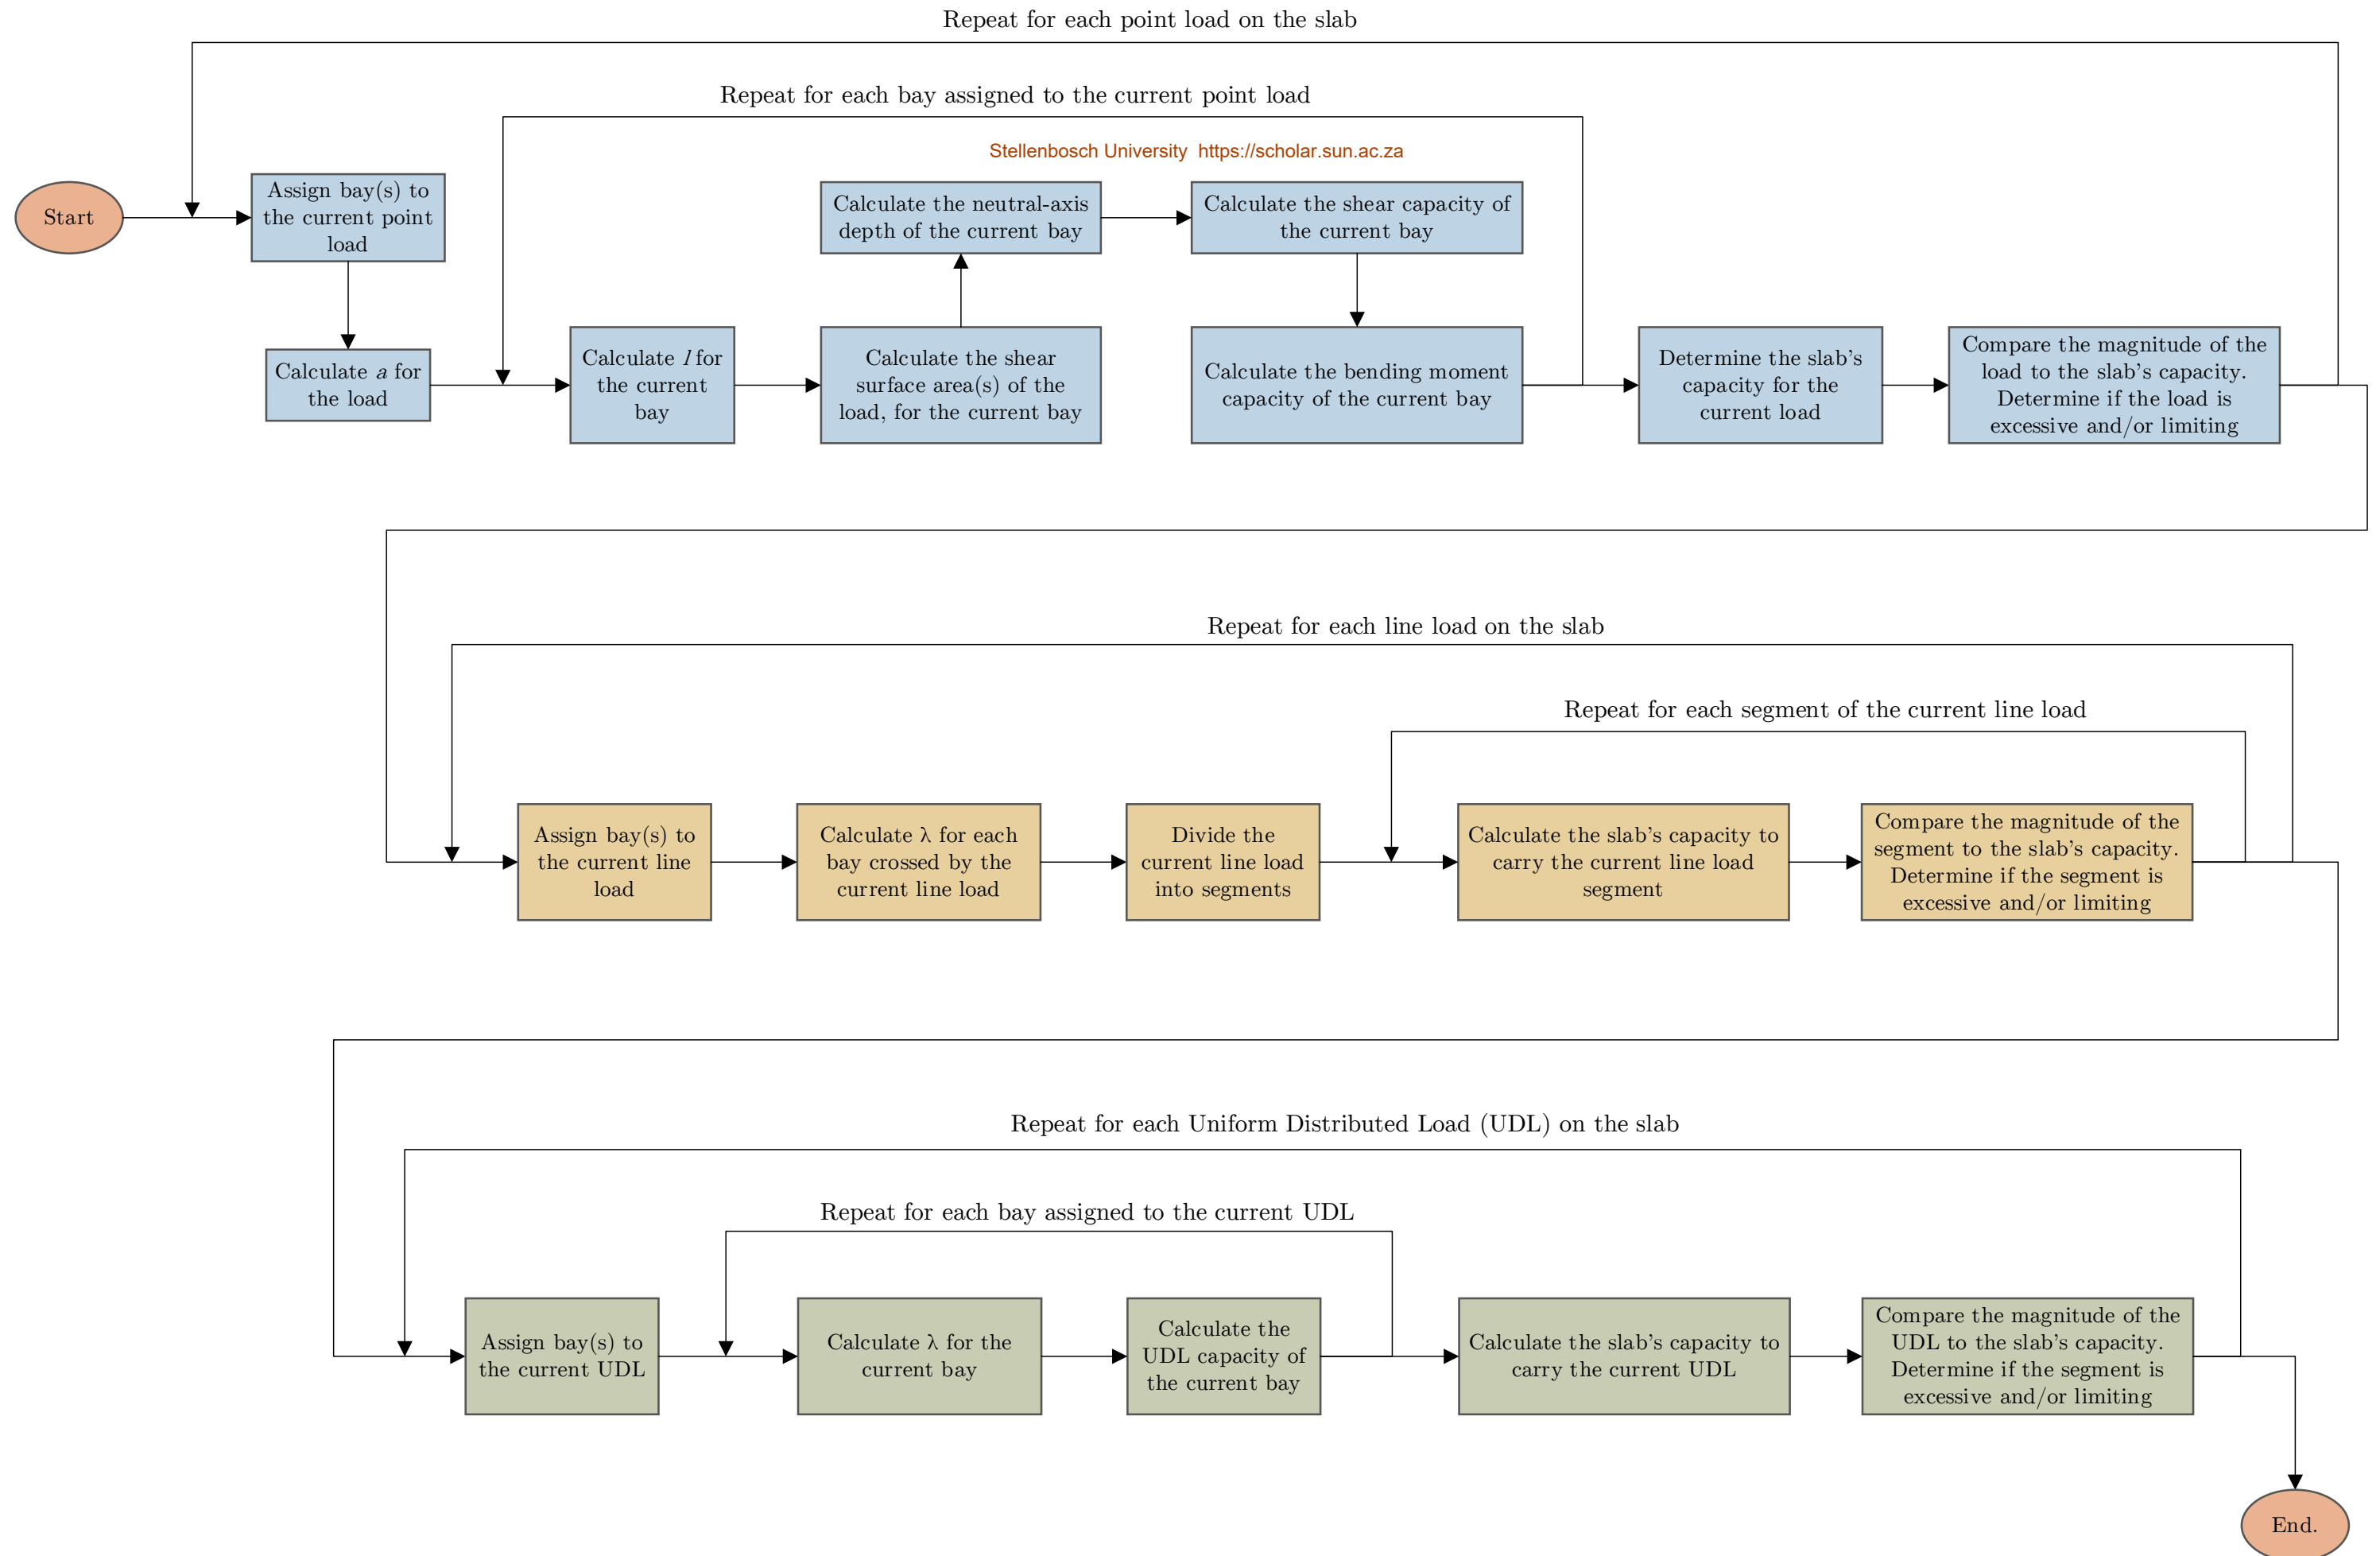 Repeat for each point load on the slab
Repeat for each bay assigned to the current point load
Stellenbosch University https://scholar.sun.ac.za
Start
Assign bay(s) to
the current point
load
Calculate a for
the load
Calculate l for
the current
bay
Calculate the shear
surface area(s) of the
load, for the current bay
Calculate the neutral-axis
depth of the current bay
Calculate the shear capacity of
the current bay
Calculate the bending moment
capacity of the current bay
Determine the slab's
capacity for the
current load
Compare the magnitude of the
load to the slab's capacity.
Determine if the load is
excessive and/or limiting
Repeat for each line load on the slab
Repeat for each segment of the current line load
Assign bay(s) to
the current line
load
Calculate λ for each
bay crossed by the
current line load
Divide the
current line load
into segments
Calculate the slab's capacity to
carry the current line load
segment
Compare the magnitude of the
segment to the slab's capacity.
Determine if the segment is
excessive and/or limiting
Repeat for each Uniform Distributed Load (UDL) on the slab
Repeat for each bay assigned to the current UDL
Assign bay(s) to
the current UDL
Calculate λ for the
current bay
Calculate the
UDL capacity of
the current bay
Calculate the slab's capacity to
carry the current UDL
Compare the magnitude of the
UDL to the slab's capacity.
Determine if the segment is
excessive and/or limiting
End.